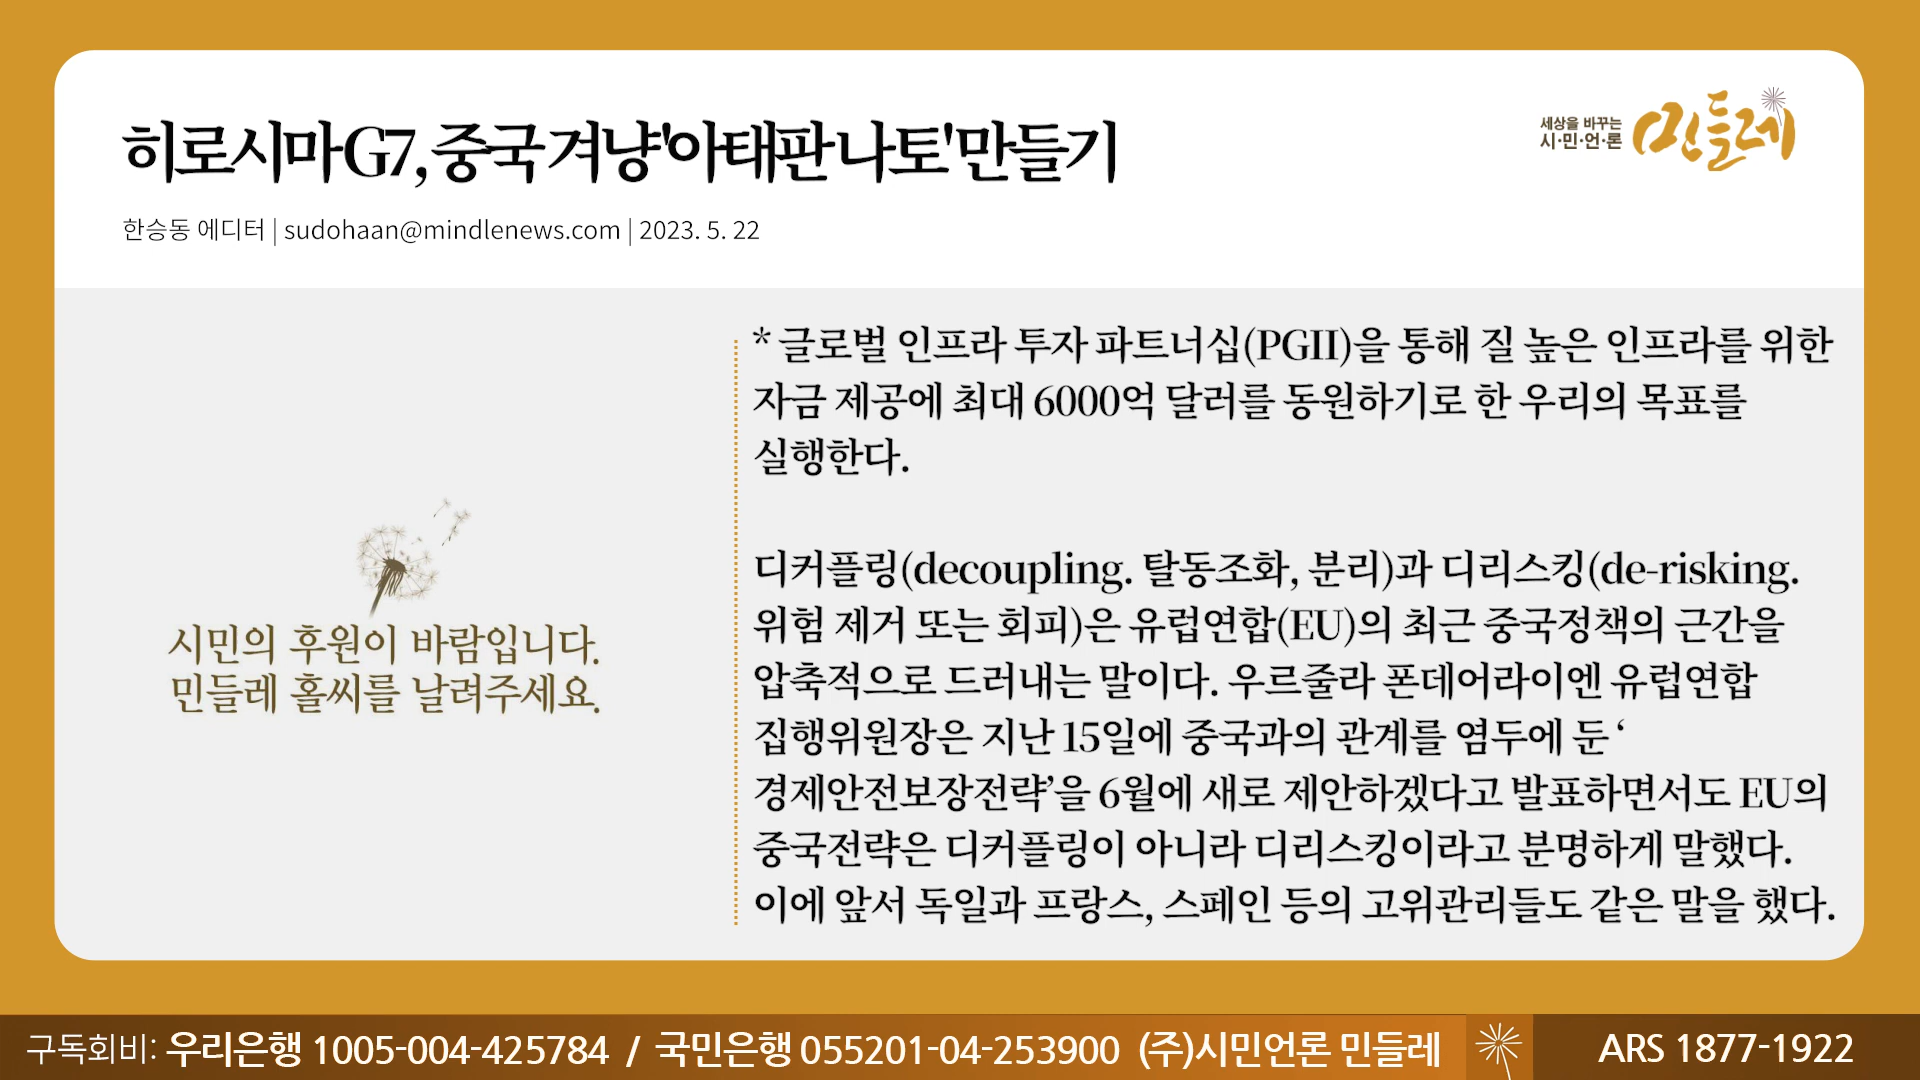 히로시마 G7, 중국 겨냥 '아태판 나토' 만들기
세상을 바꾸는
시·민·언·론
민들레
한승동 에디터 | sudohaan@mindlenews.com | 2023. 5. 22
* 글로벌 인프라 투자 파트너십(PGII)을 통해 질 높은 인프라를 위한
자금 제공에 최대 6000억 달러를 동원하기로 한 우리의 목표를
실행한다.
디커플링(decoupling. 탈동조화, 분리)과 디리스킹(de-risking.
위험 제거 또는 회피)은 유럽연합(EU)의 최근 중국정책의 근간을
압축적으로 드러내는 말이다. 우르줄라 폰데어라이엔 유럽연합
집행위원장은 지난 15일에 중국과의 관계를 염두에 둔 ‘
경제안전보장전략’을 6월에 새로 제안하겠다고 발표하면서도 EU의
중국전략은 디커플링이 아니라 디리스킹이라고 분명하게 말했다.
이에 앞서 독일과 프랑스, 스페인 등의 고위관리들도 같은 말을 했다.
시민의 후원이 바람입니다.
민들레 홀씨를 날려주세요.
구독회비: 우리은행 1005-004-425784 / 국민은행 055201-04-253900 (주)시민언론 민들레
ARS 1877-1922